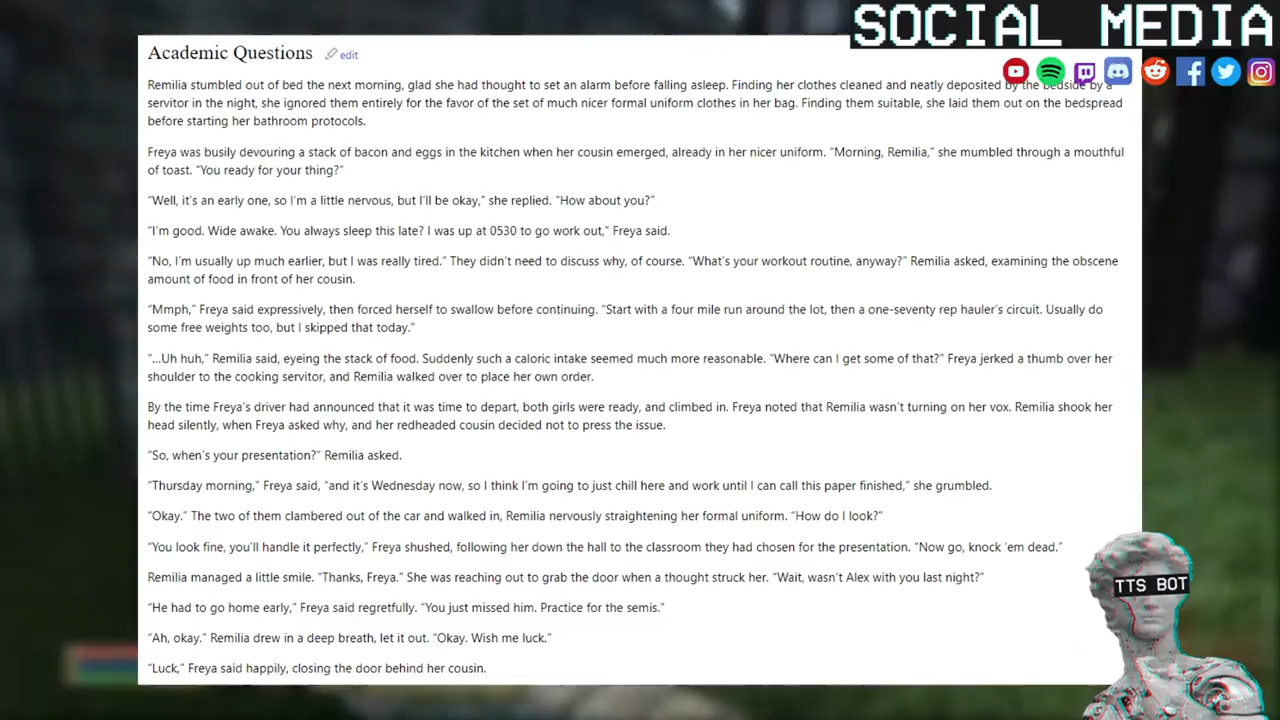 SOCIAL MEDIA
Academic Questions edit
Remilia stumbled out of bed the next morning, glad she had thought to set an alarm before falling asleep. Finding her clothes cleaned and neatly deposited by the bedside by a
servitor in the night, she ignored them entirely for the favor of the set of much nicer formal uniform clothes in her bag. Finding them suitable, she laid them out on the bedspread
before starting her bathroom protocols.
Freya was busily devouring a stack of bacon and eggs in the kitchen when her cousin emerged, already in her nicer uniform. “Morning, Remilia,” she mumbled through a mouthful
of toast. “You ready for your thing?”
“Well, it’s an early one, so I’m a little nervous, but I’ll be okay,” she replied. “How about you?”
“I’m good. Wide awake. You always sleep this late? I was up at 0530 to go work out,” Freya said.
“No, I’m usually up much earlier, but I was really tired.” They didn’t need to discuss why, of course. “What’s your workout routine, anyway?” Remilia asked, examining the obscene
amount of food in front of her cousin.
“Mmph,” Freya said expressively, then forced herself to swallow before continuing. “Start with a four mile run around the lot, then a one-seventy rep hauler’s circuit. Usually do
some free weights too, but I skipped that today.”
“…Uh huh,” Remilia said, eyeing the stack of food. Suddenly such a caloric intake seemed much more reasonable. “Where can I get some of that?” Freya jerked a thumb over her
shoulder to the cooking servitor, and Remilia walked over to place her own order.
By the time Freya’s driver had announced that it was time to depart, both girls were ready, and climbed in. Freya noted that Remilia wasn’t turning on her vox. Remilia shook her
head silently, when Freya asked why, and her redheaded cousin decided not to press the issue.
“So, when’s your presentation?” Remilia asked.
“Thursday morning,” Freya said, “and it’s Wednesday now, so I think I’m going to just chill here and work until I can call this paper finished,” she grumbled.
“Okay.” The two of them clambered out of the car and walked in, Remilia nervously straightening her formal uniform. “How do I look?”
“You look fine, you’ll handle it perfectly,” Freya shushed, following her down the hall to the classroom they had chosen for the presentation. “Now go, knock ‘em dead.”
Remilia managed a little smile. “Thanks, Freya.” She was reaching out to grab the door when a thought struck her. “Wait, wasn’t Alex with you last night?”
“He had to go home early,” Freya said regretfully. “You just missed him. Practice for the semis.”
“Ah, okay.” Remilia drew in a deep breath, let it out. “Okay. Wish me luck.”
“Luck,” Freya said happily, closing the door behind her cousin.
TTS BOT